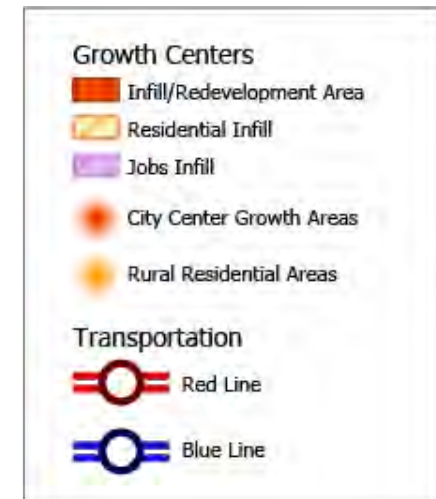 Growth Centers
Infill/Redevelopment Area
Residential Infill
Jobs Infill
City Center Growth Areas
Rural Residential Areas
Transportation
Red Line
Blue Line